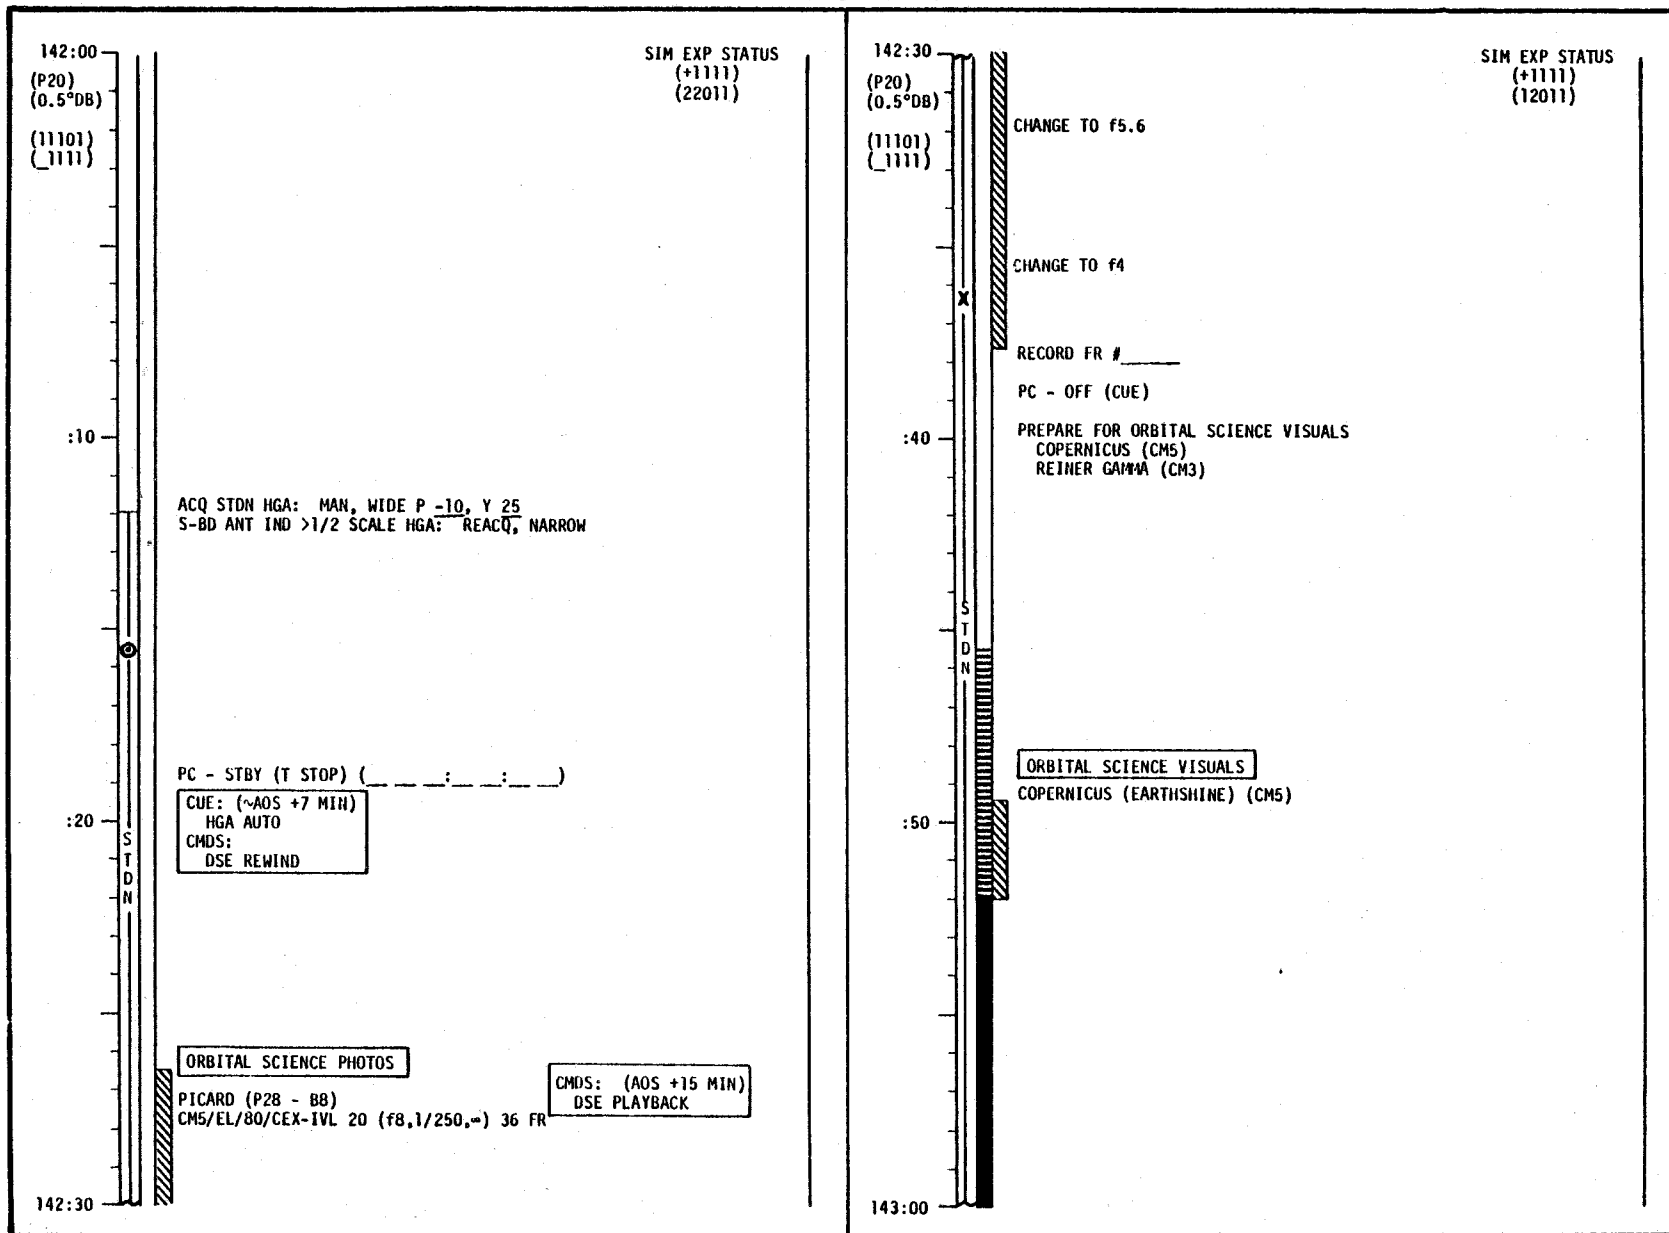 142:00
SIM EXP STATUS
(+1111)
(22011)
(P20)
(0.5°DB)
(11101)
(_1111)
:10
ACQ STDN HGA: MAN, WIDE P -10, Y 25
S-BD ANT IND >1/2 SCALE HGA: REACQ, NARROW
PC - STBY (T STOP) (_ _ _:_ _:_ _)
CUE: (~AOS +7 MIN)
HGA AUTO
CMDS:
DSE REWIND
:20
STDN
ORBITAL SCIENCE PHOTOS
PICARD (P28 - B8)
CM5/EL/80/CEX-IVL 20 (f8,1/250,∞) 36 FR
CMDS: (AOS +15 MIN)
DSE PLAYBACK
142:30
142:30
SIM EXP STATUS
(+1111)
(12011)
(P20)
(0.5°DB)
(11101)
(_1111)
CHANGE TO f5.6
CHANGE TO f4
X
RECORD FR #______
PC - OFF (CUE)
:40
PREPARE FOR ORBITAL SCIENCE VISUALS
COPERNICUS (CM5)
REINER GAMMA (CM3)
STDN
ORBITAL SCIENCE VISUALS
COPERNICUS (EARTHSHINE) (CM5)
:50
143:00